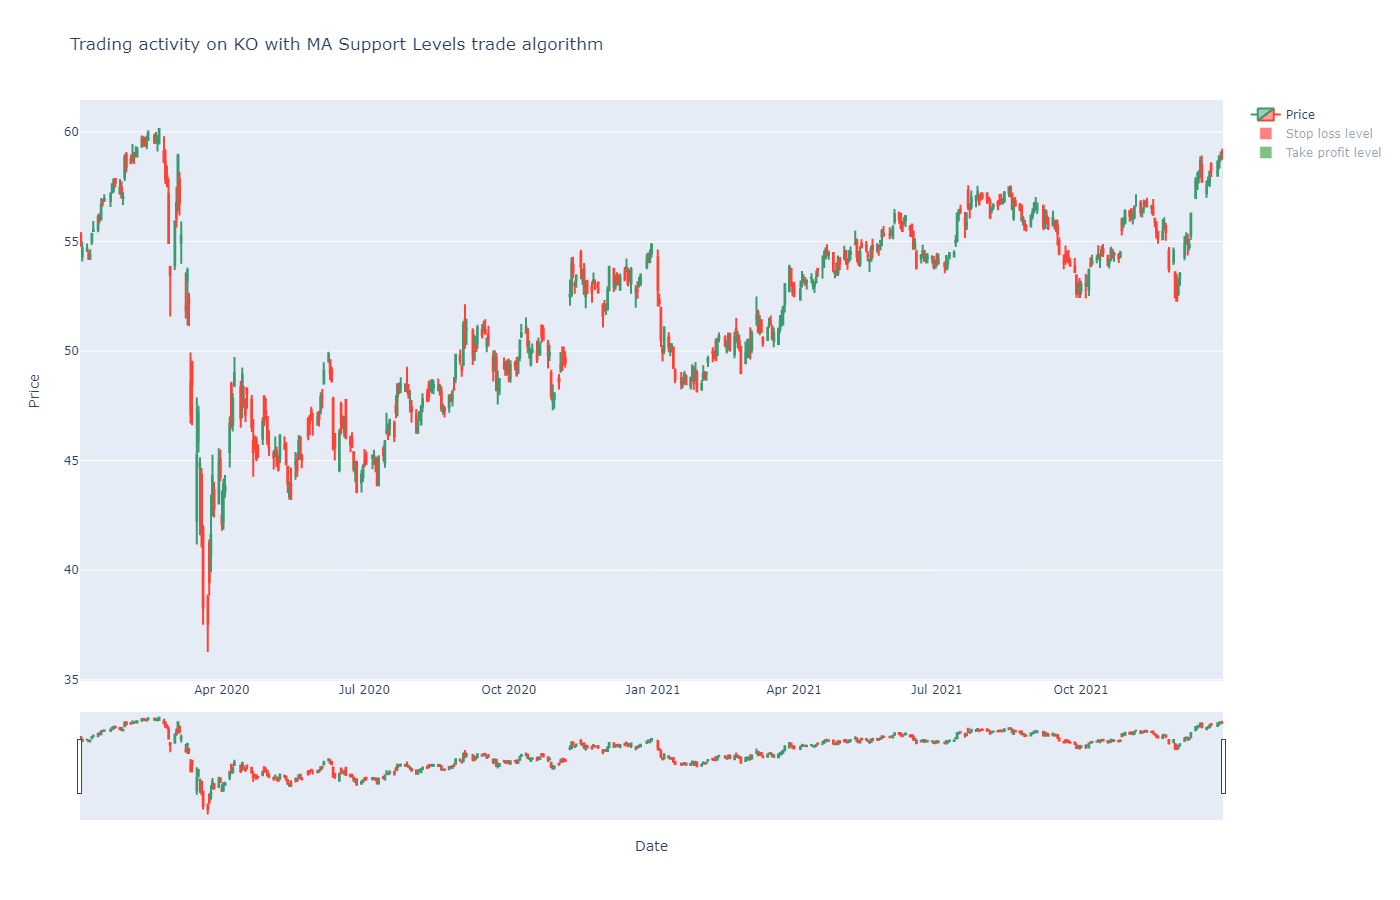 Trading activity on KO with MA Support Levels trade algorithm
Price
Stop loss level
Take profit level
60
55
50
45
40
35
Price
Apr 2020
Jul 2020
Oct 2020
Jan 2021
Apr 2021
Jul 2021
Oct 2021
Date